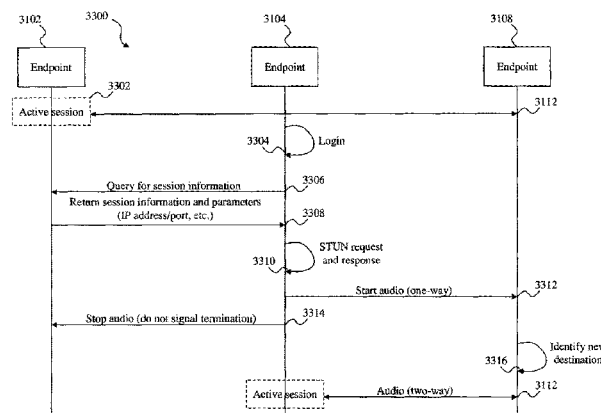 3102
3300
3104
3108
Endpoint
Endpoint
Endpoint
3302
Active session
3112
3304
Login
Query for session information
3306
Return session information and parameters
(IP address/port, etc.)
3308
STUN request
and response
3310
Start audio (one-way)
3312
Stop audio (do not signal termination)
3314
Identify new
destination
3316
Active session
Audio (two-way)
3112